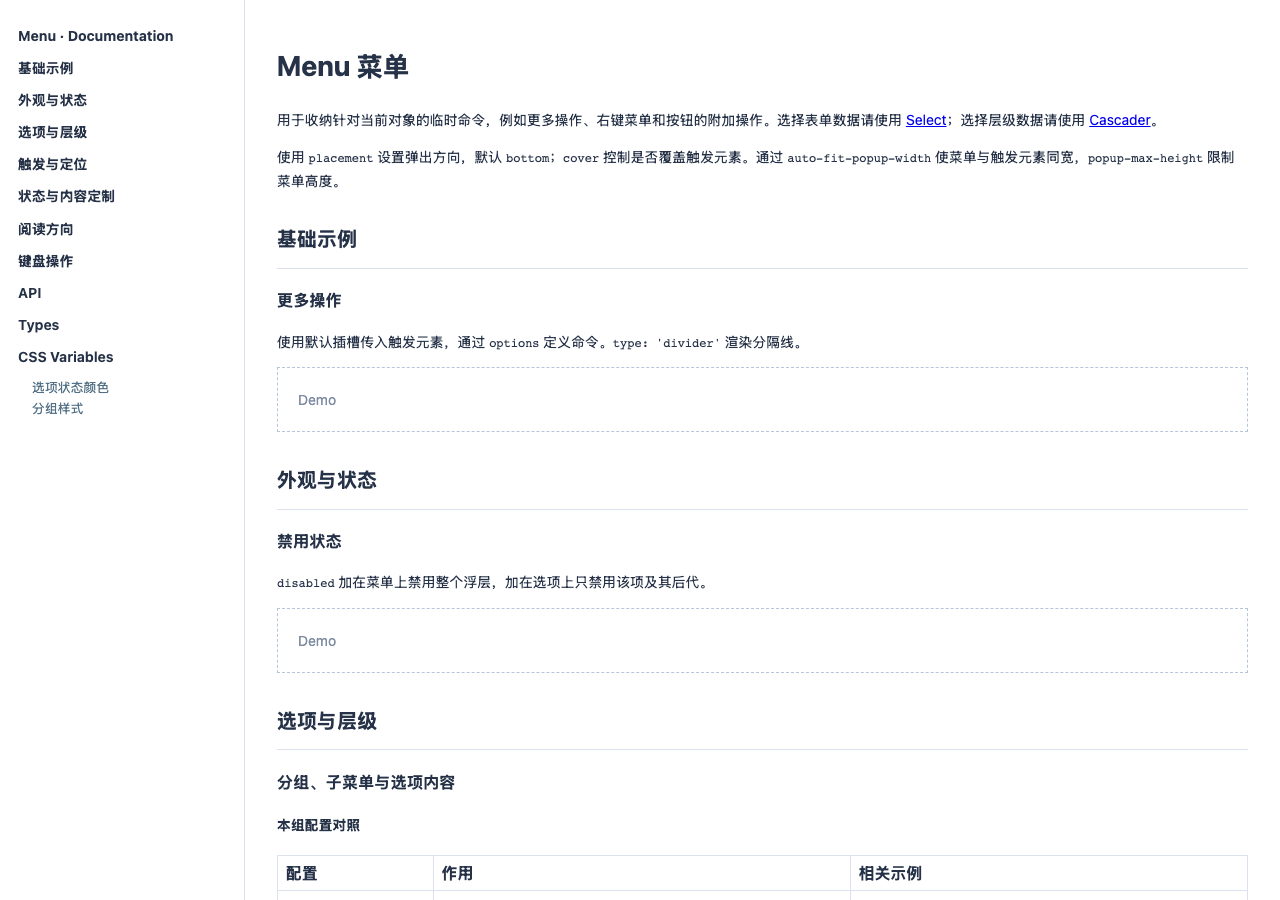 Menu · Documentation
基础示例
外观与状态
选项与层级
触发与定位
状态与内容定制
阅读方向
键盘操作
API
Types
CSS Variables
选项状态颜色
分组样式
Menu 菜单
用于收纳针对当前对象的临时命令，例如更多操作、右键菜单和按钮的附加操作。选择表单数据请使用 Select；选择层级数据请使用 Cascader。
使用 placement 设置弹出方向，默认 bottom；cover 控制是否覆盖触发元素。通过 auto-fit-popup-width 使菜单与触发元素同宽，popup-max-height 限制
菜单高度。
基础示例
更多操作
使用默认插槽传入触发元素，通过 options 定义命令。type: 'divider' 渲染分隔线。
Demo
外观与状态
禁用状态
disabled 加在菜单上禁用整个浮层，加在选项上只禁用该项及其后代。
Demo
选项与层级
分组、子菜单与选项内容
本组配置对照
配置 作用 相关示例